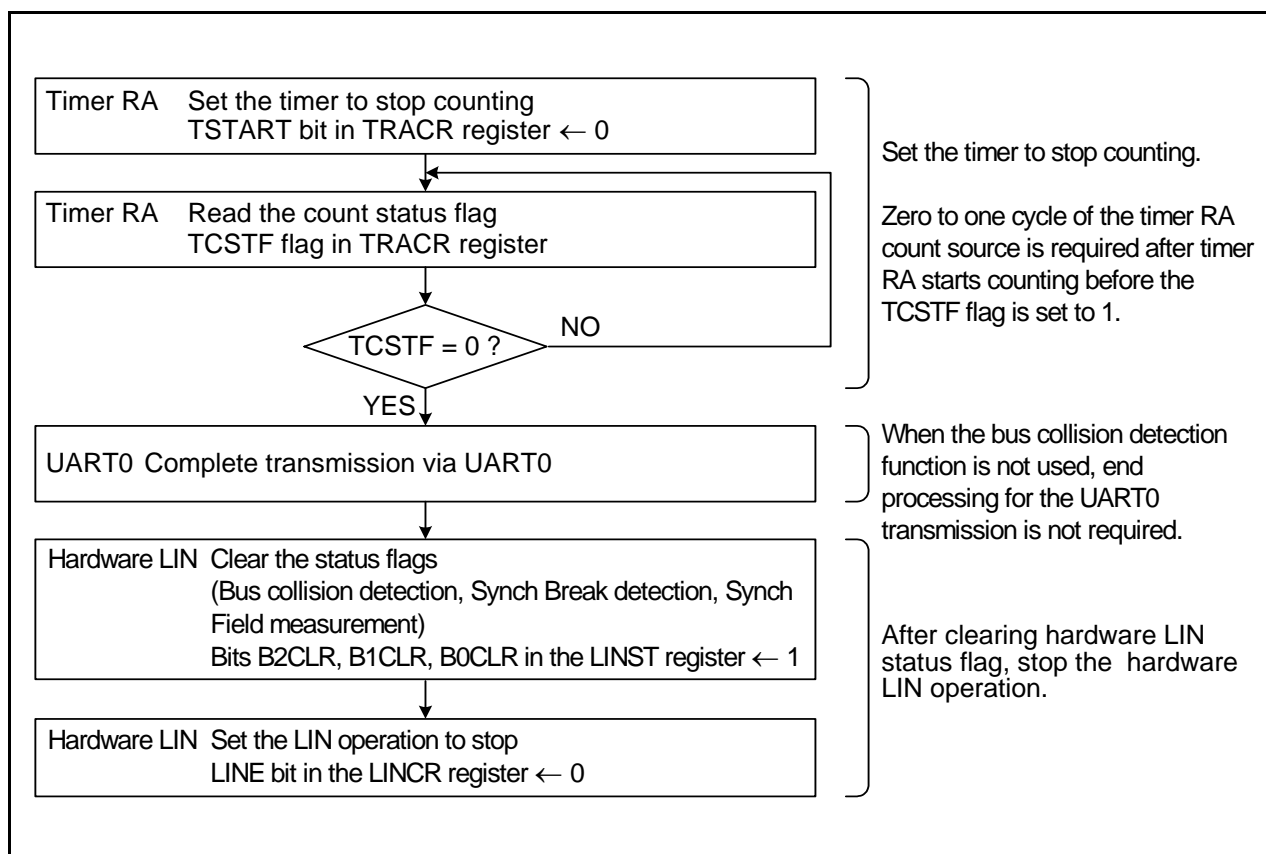 Timer RA Set the timer to stop counting
TSTART bit in TRACR register ← 0
Set the timer to stop counting.
Timer RA Read the count status flag
TCSTF flag in TRACR register
Zero to one cycle of the timer RA
count source is required after timer
RA starts counting before the
TCSTF flag is set to 1.
TCSTF = 0 ?
NO
YES
UART0 Complete transmission via UART0
When the bus collision detection
function is not used, end
processing for the UART0
transmission is not required.
Hardware LIN Clear the status flags
(Bus collision detection, Synch Break detection, Synch
Field measurement)
Bits B2CLR, B1CLR, B0CLR in the LINST register ← 1
After clearing hardware LIN
status flag, stop the hardware
LIN operation.
Hardware LIN Set the LIN operation to stop
LINE bit in the LINCR register ← 0